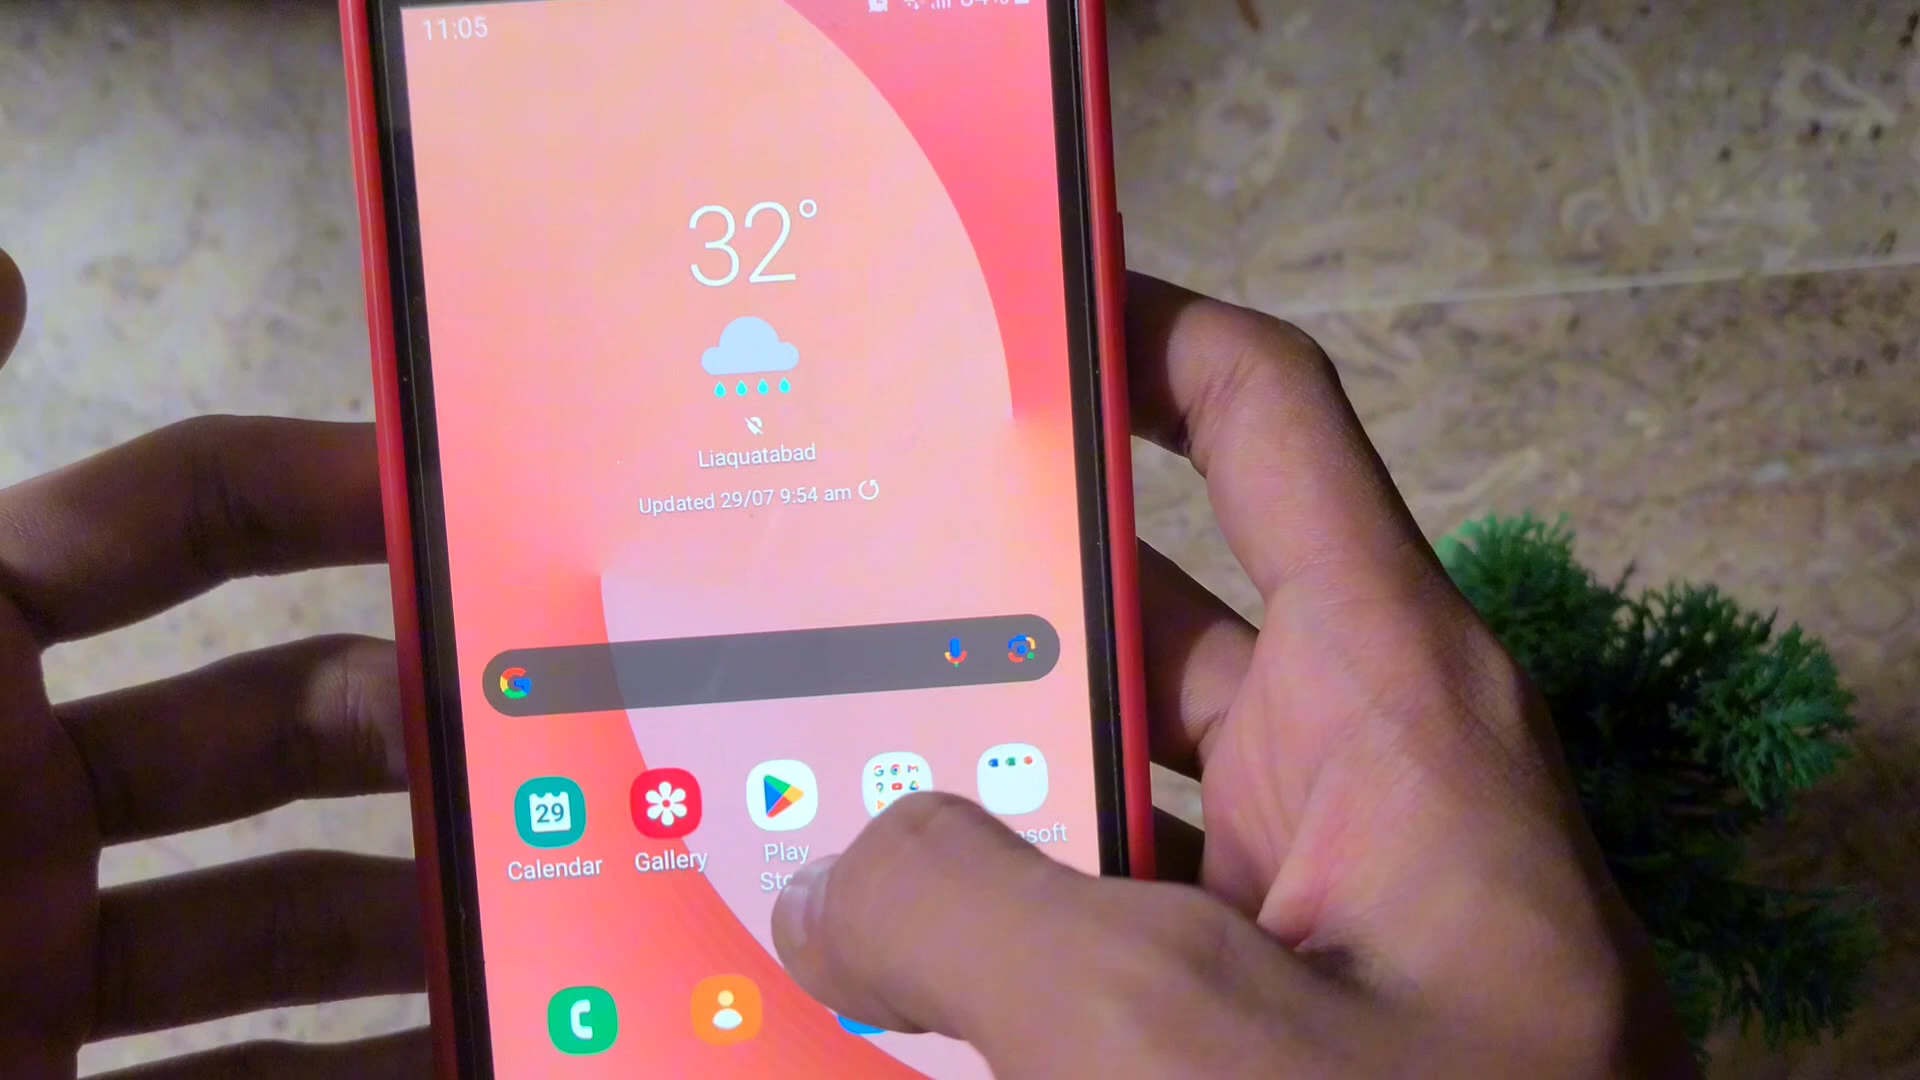 11:05
32°
Liaquatabad
Updated 29/07 9:54 am
29
Calendar
Gallery
Play